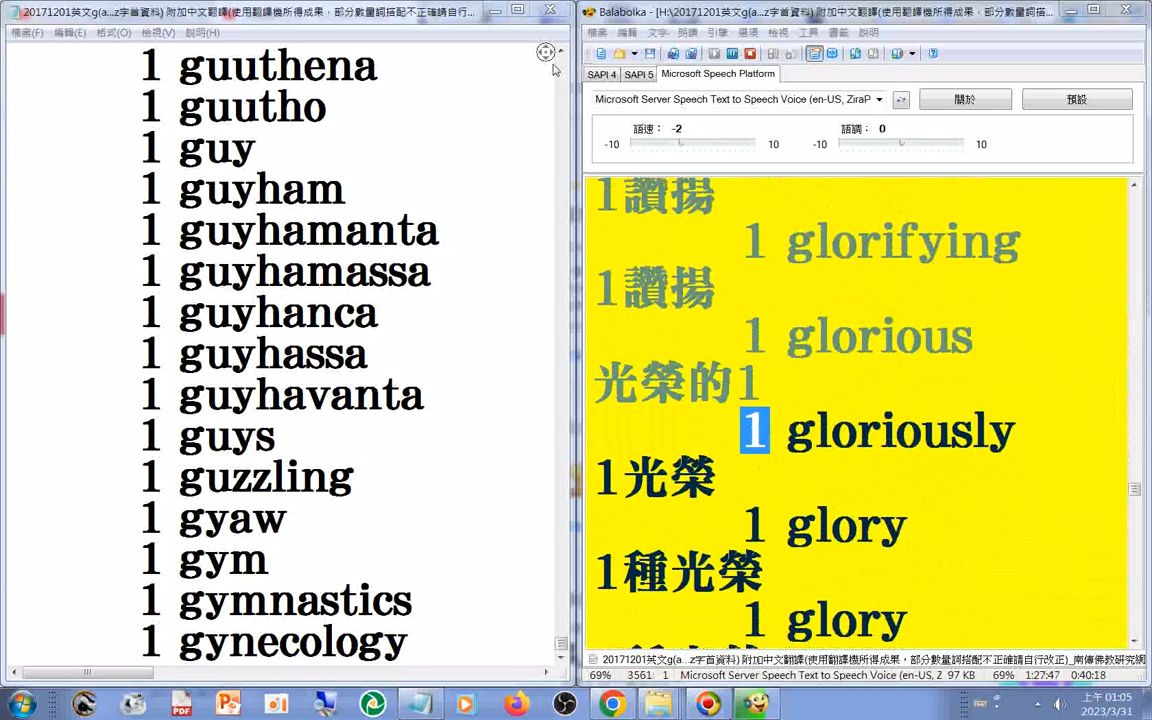 20171201英文g(a...z字首資料) 附加中文翻譯(使用翻譯機所得成果，部分數量詞搭配不正確請自行...
檔案(F) 編輯(E) 格式(O) 檢視(V) 說明(H)
1 guuthena
1 guutho
1 guy
1 guyham
1 guyhamanta
1 guyhamassa
1 guyhanca
1 guyhassa
1 guyhavanta
1 guys
1 guzzling
1 gyaw
1 gym
1 gymnastics
1 gynecology
Balabolka - [H:\20171201英文g(a...z字首資料) 附加中文翻譯(使用翻譯機所得成果，部分數量詞搭配不正確請自...
檔案 編輯 文字 朗讀 引擎 選項 檢視 工具 書籤 說明
SAPI 4 SAPI 5 Microsoft Speech Platform
Microsoft Server Speech Text to Speech Voice (en-US, ZiraP
關於
預設
語速： -2
語調： 0
-10 10
-10 10
1讚揚
1 glorifying
1讚揚
1 glorious
光榮的1
1 gloriously
1光榮
1 glory
1種光榮
1 glory
20171201英文g(a...z字首資料) 附加中文翻譯(使用翻譯機所得成果，部分數量詞搭配不正確請自行改正)_南傳佛教研究網
69% 3561: 1 Microsoft Server Speech Text to Speech Voice (en-US, Z 97 KB 69% 1:27:47 0:40:18
上午 01:05
2023/3/31